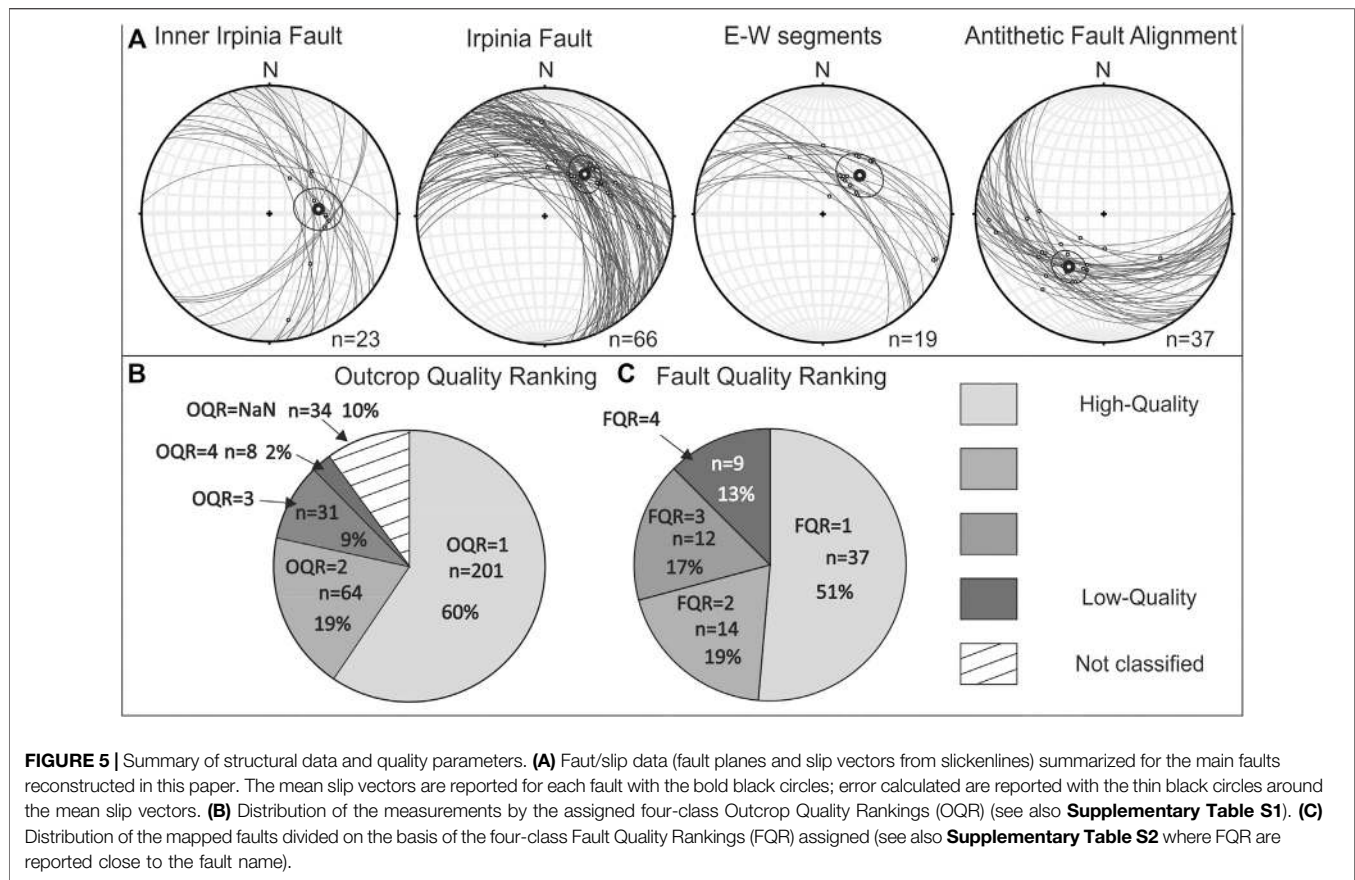 A Inner Irpinia Fault
Irpinia Fault
E-W segments
Antithetic Fault Alignment
N
N
N
N
n=23
n=66
n=19
n=37
B Outcrop Quality Ranking
OQR=NaN n=34 10%
OQR=4 n=8 2%
OQR=3
n=31
9%
OQR=2
n=64
19%
OQR=1
n=201
60%
C Fault Quality Ranking
FQR=4
n=9
13%
FQR=3
n=12
17%
FQR=2
n=14
19%
FQR=1
n=37
51%
High-Quality
Low-Quality
Not classified
FIGURE 5 | Summary of structural data and quality parameters. (A) Faut/slip data (fault planes and slip vectors from slickenlines) summarized for the main faults
reconstructed in this paper. The mean slip vectors are reported for each fault with the bold black circles; error calculated are reported with the thin black circles around
the mean slip vectors. (B) Distribution of the measurements by the assigned four-class Outcrop Quality Rankings (OQR) (see also Supplementary Table S1). (C)
Distribution of the mapped faults divided on the basis of the four-class Fault Quality Rankings (FQR) assigned (see also Supplementary Table S2 where FQR are
reported close to the fault name).